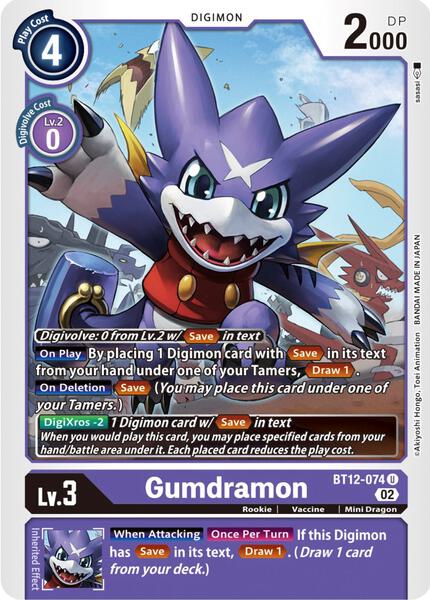 DIGIMON
Play Cost
4
DP
2000
Digivolve Cost
Lv.2
0
sasasi
©Akiyoshi Hongo, Toei Animation BANDAI MADE IN JAPAN
Digivolve: 0 from Lv.2 w/ Save in text
On Play By placing 1 Digimon card with Save in its text
from your hand under one of your Tamers, Draw 1.
On Deletion Save (You may place this card under one of
your Tamers.)
DigiXros -2 1 Digimon card w/ Save in text
When you would play this card, you may place specified cards from your
hand/battle area under it. Each placed card reduces the play cost.
BT12-074 U
Lv.3
Gumdramon
02
Rookie | Vaccine | Mini Dragon
Inherited Effect
When Attacking Once Per Turn If this Digimon
has Save in its text, Draw 1. (Draw 1 card
from your deck.)